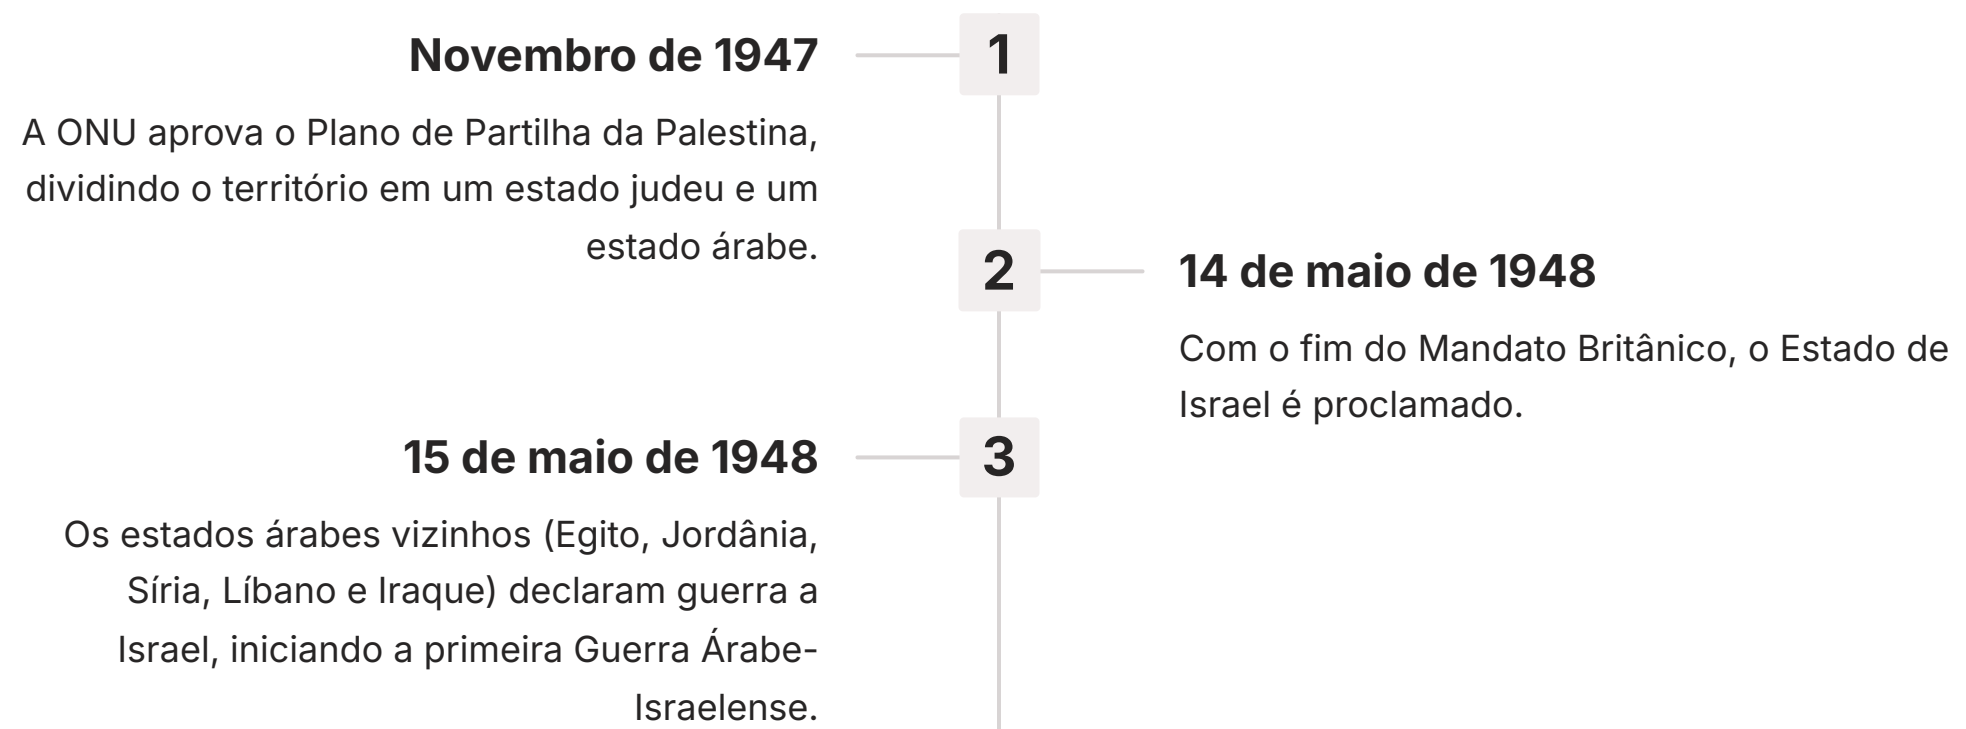 Novembro de 1947
1
A ONU aprova o Plano de Partilha da Palestina,
dividindo o território em um estado judeu e um
estado árabe.
2
14 de maio de 1948
Com o fim do Mandato Britânico, o Estado de
Israel é proclamado.
15 de maio de 1948
3
Os estados árabes vizinhos (Egito, Jordânia,
Síria, Líbano e Iraque) declaram guerra a
Israel, iniciando a primeira Guerra Árabe-
Israelense.